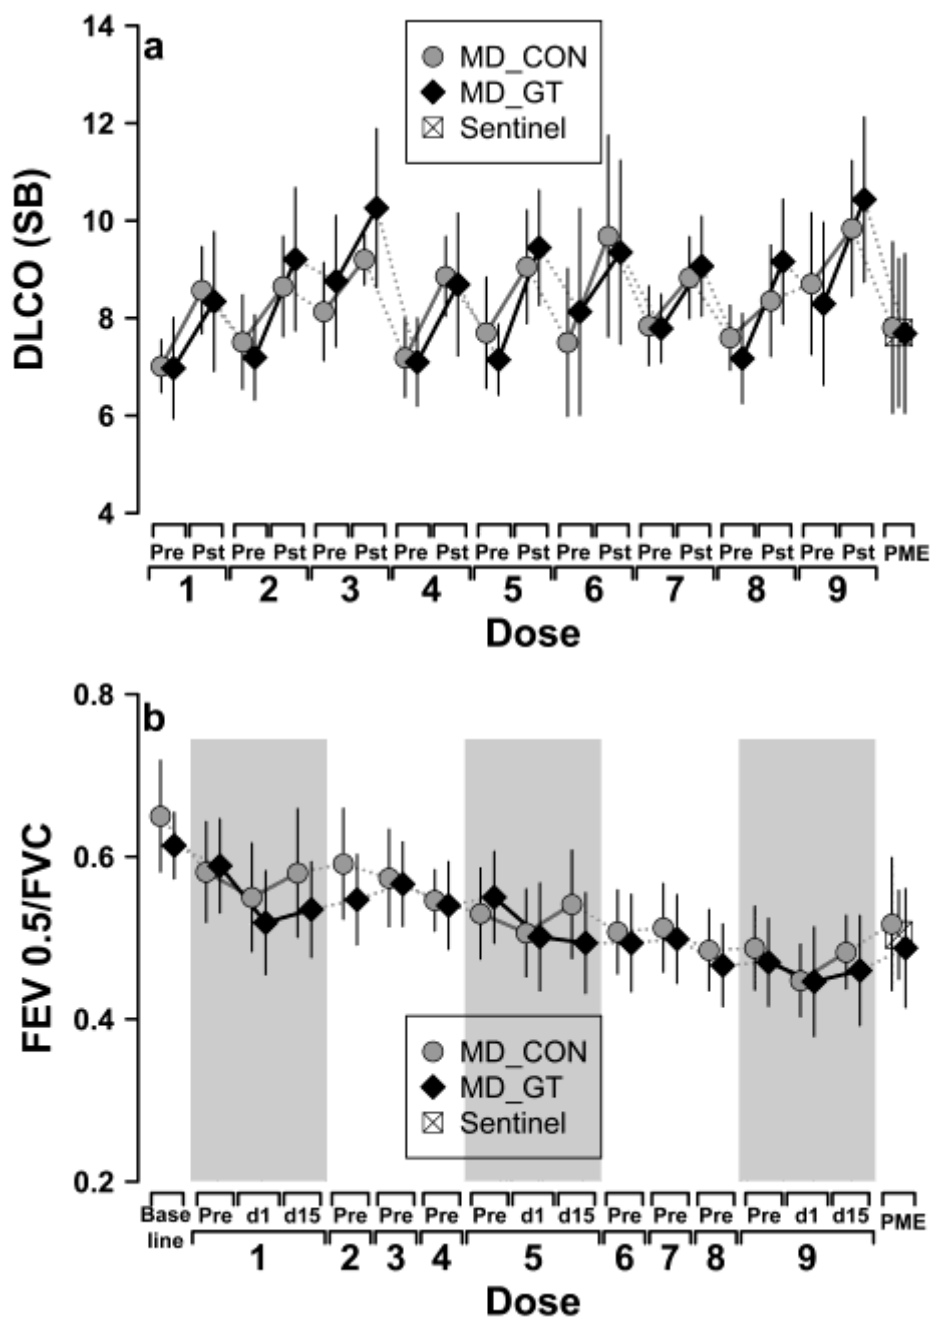 a
14
12
10
8
6
4
DLCO (SB)
MD_CON
MD_GT
Sentinel
Pre Pst Pre Pst Pre Pst Pre Pst Pre Pst Pre Pst Pre Pst Pre Pst Pre Pst PME
1 2 3 4 5 6 7 8 9
Dose
b
0.8
0.6
0.4
0.2
FEV 0.5/FVC
MD_CON
MD_GT
Sentinel
Base Pre d1 d15 Pre Pre Pre Pre d1 d15 Pre Pre Pre Pre d1 d15 PME
line
1 2 3 4 5 6 7 8 9
Dose